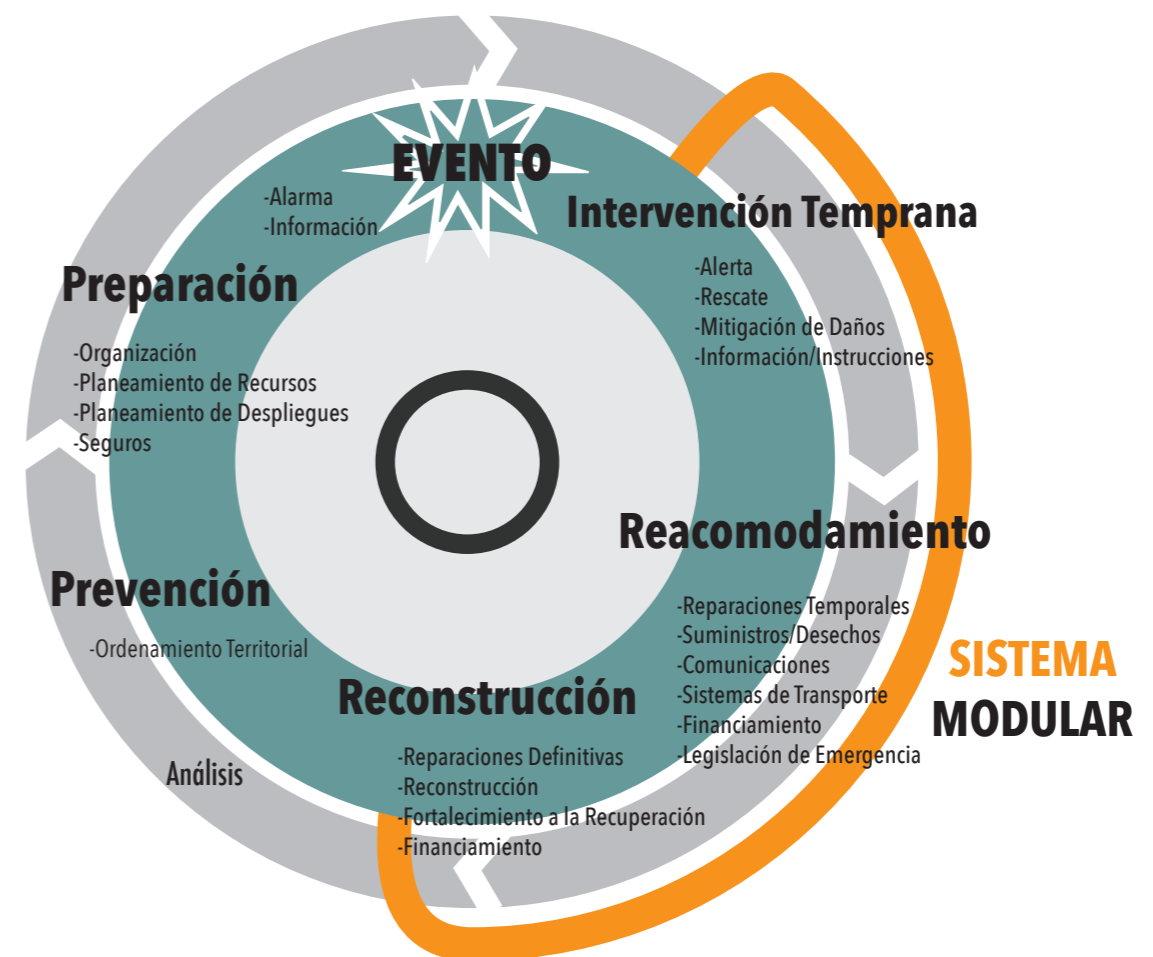 EVENTO
-Alarma
-Información
Intervención Temprana
-Alerta
-Rescate
-Mitigación de Daños
-Información/Instrucciones
Reacomodamiento
-Reparaciones Temporales
-Suministros/Desechos
-Comunicaciones
-Sistemas de Transporte
-Financiamiento
-Legislación de Emergencia
SISTEMA
MODULAR
Reconstrucción
-Reparaciones Definitivas
-Reconstrucción
-Fortalecimiento a la Recuperación
-Financiamiento
Análisis
Prevención
-Ordenamiento Territorial
Preparación
-Organización
-Planeamiento de Recursos
-Planeamiento de Despliegues
-Seguros